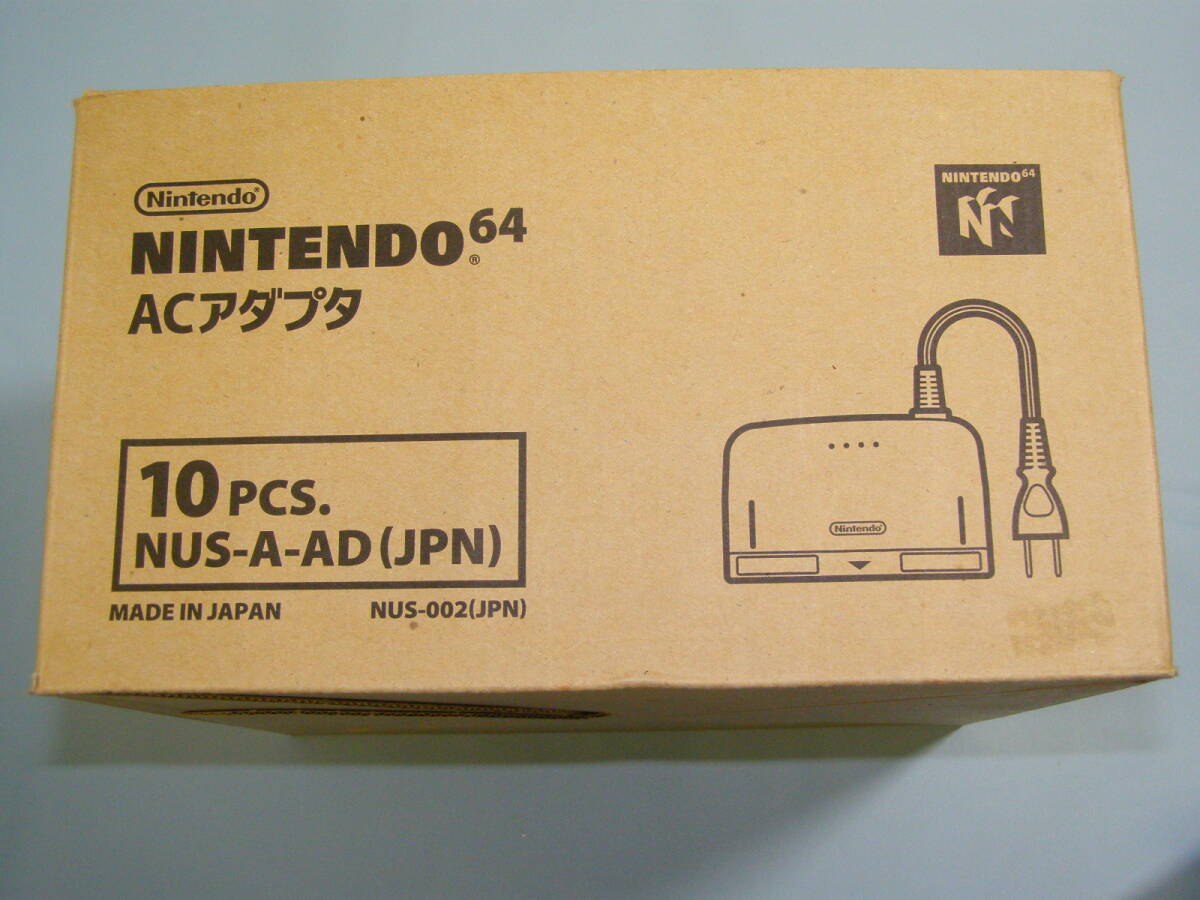 Nintendo®
NINTENDO64®
ACアダプタ
10 PCS.
NUS-A-AD(JPN)
MADE IN JAPAN
NUS-002(JPN)
NINTENDO64
Nintendo